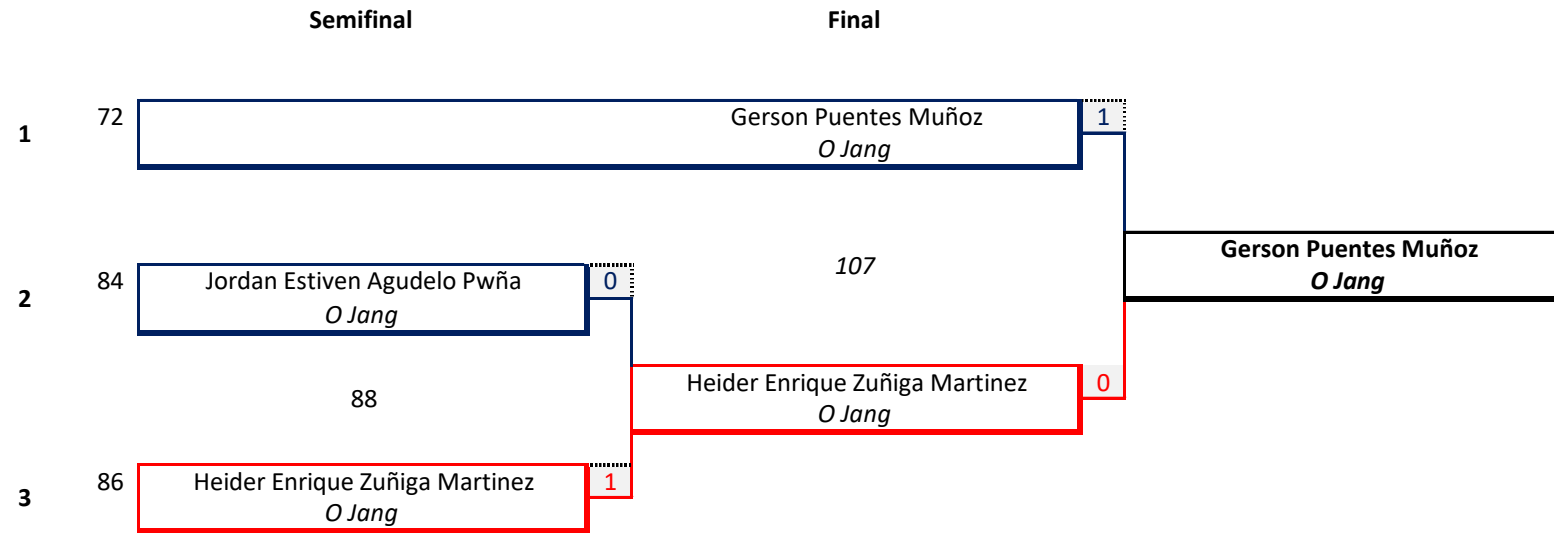 Semifinal Final
1 72 Gerson Puentes Muñoz 1
O Jang
2 84 Jordan Estiven Agudelo Pwña 0 107 Gerson Puentes Muñoz
O Jang O Jang
88 Heider Enrique Zuñiga Martinez 0
O Jang
3 86 Heider Enrique Zuñiga Martinez 1
O Jang